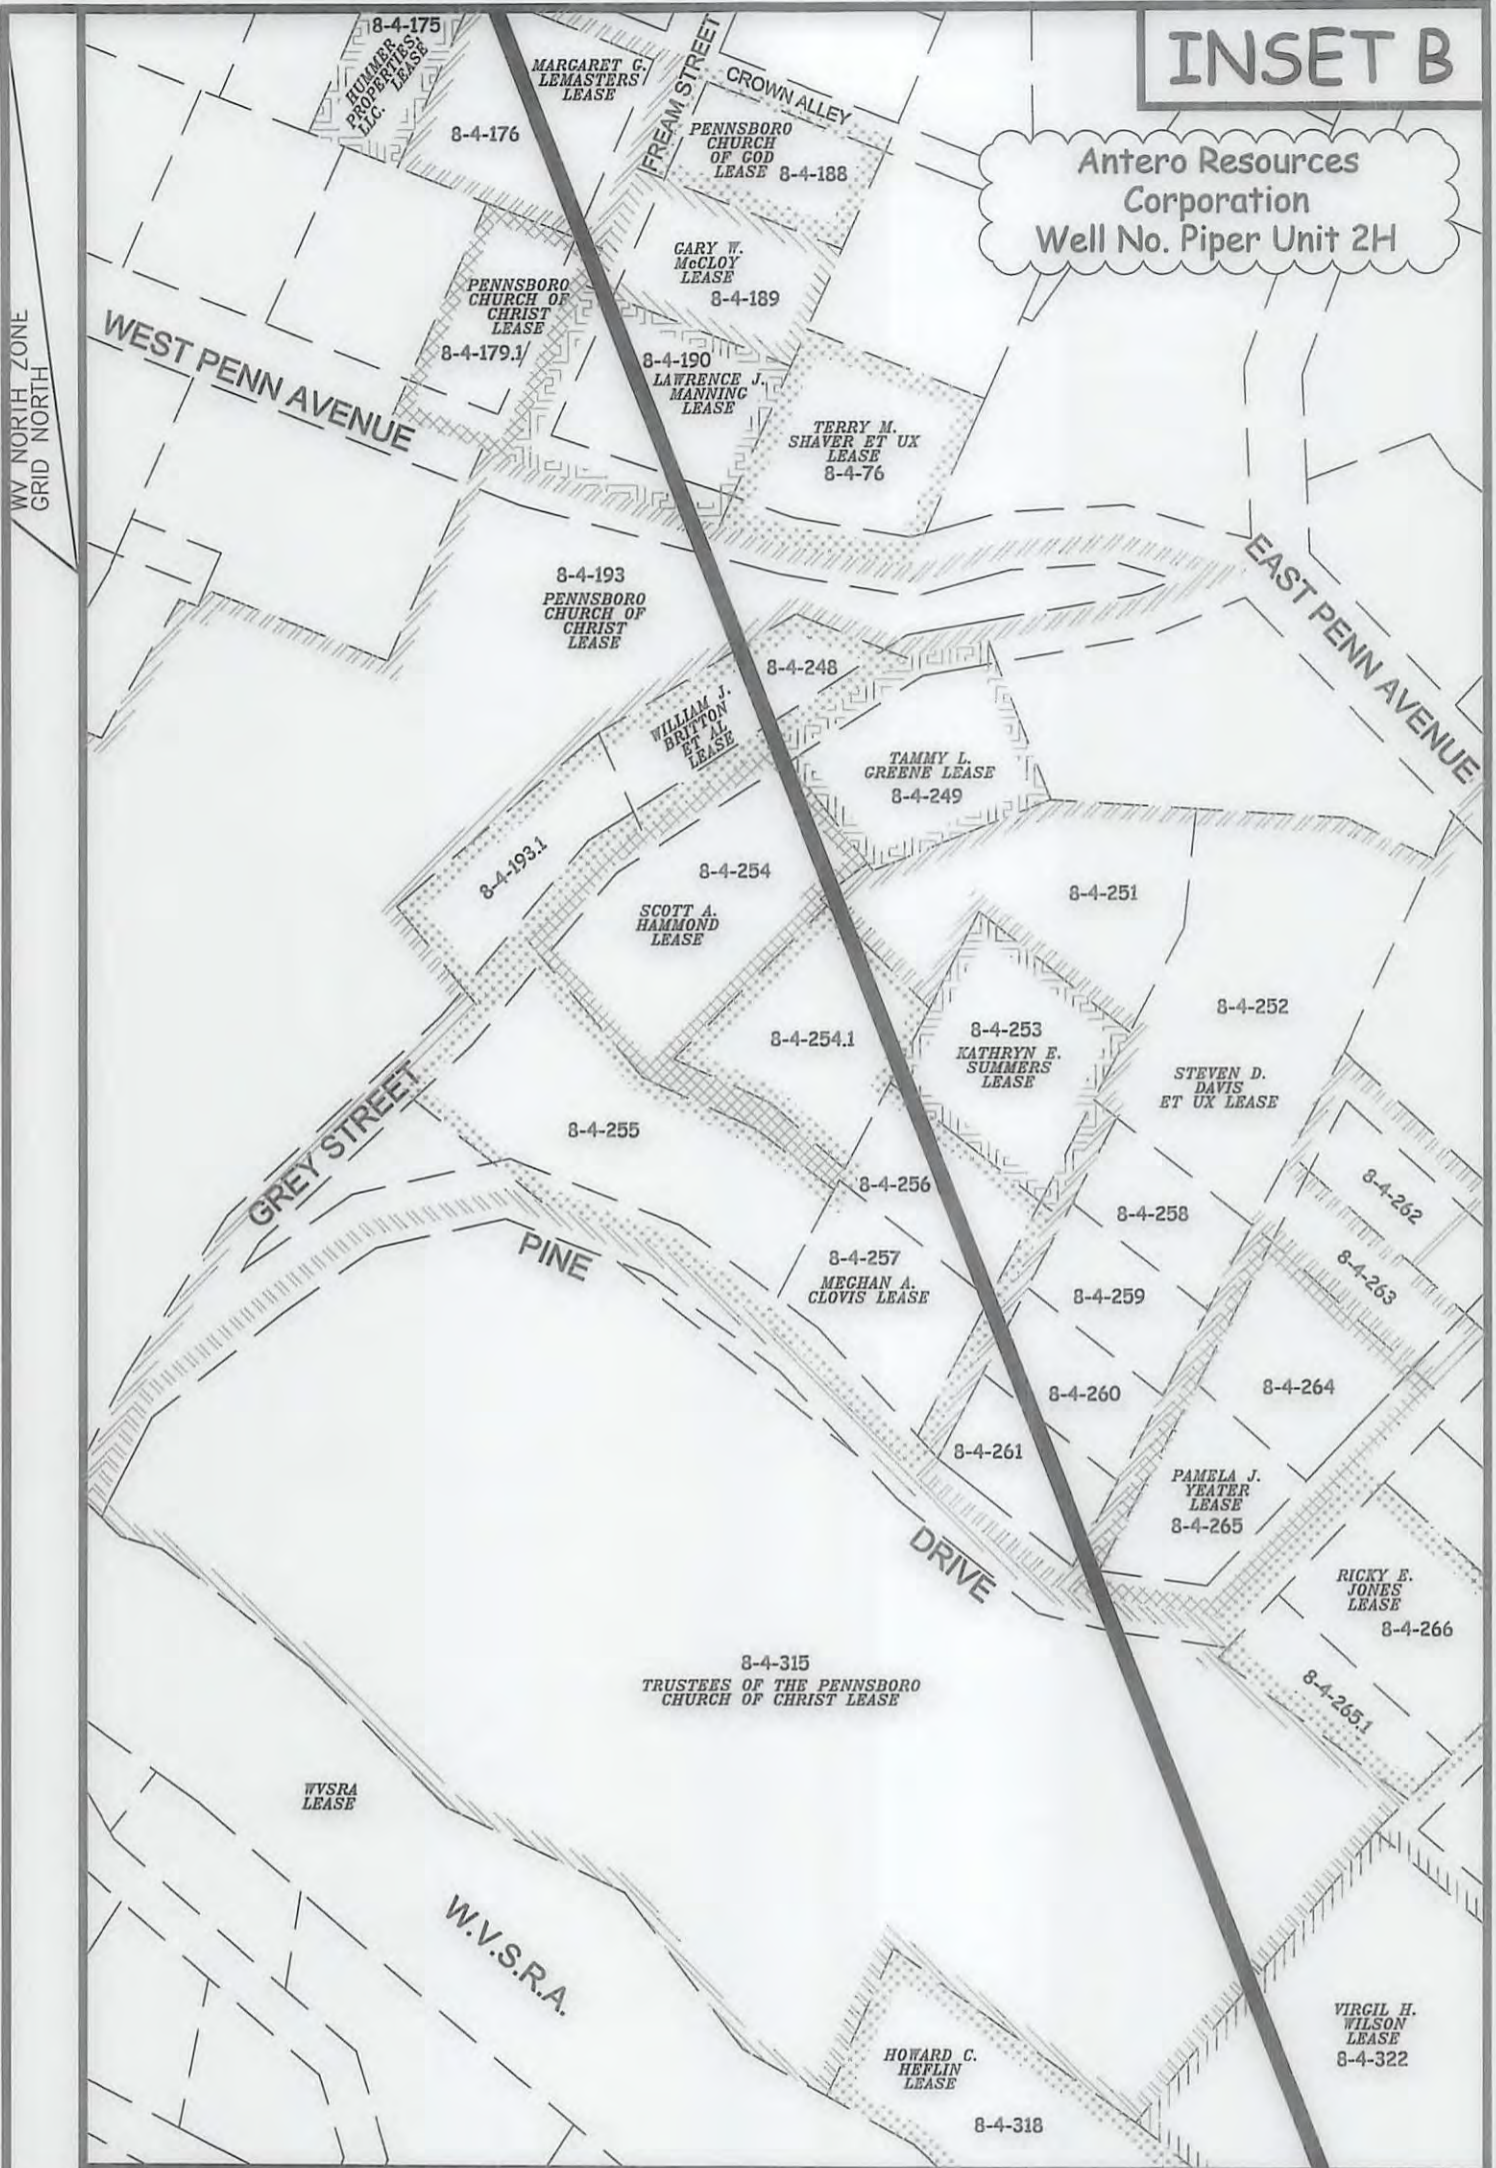 INSET B
Antero Resources
Corporation
Well No. Piper Unit 2H
WV NORTH ZONE
GRID NORTH
8-4-175
HUMMER
PROPERTIES,
LLC. LEASE
8-4-176
MARGARET G.
LEMASTERS
LEASE
FREAM STREET
CROWN ALLEY
PENNSBORO
CHURCH
OF GOD
LEASE 8-4-188
GARY W.
McCLOY
LEASE
8-4-189
PENNSBORO
CHURCH OF
CHRIST
LEASE
8-4-179.1
WEST PENN AVENUE
8-4-190
LAWRENCE J.
MANNING
LEASE
TERRY M.
SHAVER ET UX
LEASE
8-4-76
EAST PENN AVENUE
8-4-193
PENNSBORO
CHURCH OF
CHRIST
LEASE
8-4-248
WILLIAM J.
BRITTON
ET AL
LEASE
TAMMY L.
GREENE LEASE
8-4-249
8-4-193.1
8-4-254
SCOTT A.
HAMMOND
LEASE
8-4-251
8-4-252
STEVEN D.
DAVIS
ET UX LEASE
8-4-254.1
8-4-253
KATHRYN E.
SUMMERS
LEASE
GREY STREET
8-4-255
8-4-256
8-4-258
8-4-262
8-4-263
PINE
8-4-257
MEGHAN A.
CLOVIS LEASE
8-4-259
8-4-260
8-4-264
8-4-261
PAMELA J.
YEATER
LEASE
8-4-265
DRIVE
RICKY E.
JONES
LEASE
8-4-266
8-4-265.1
8-4-315
TRUSTEES OF THE PENNSBORO
CHURCH OF CHRIST LEASE
WVSRA
LEASE
W.V.S.R.A.
HOWARD C.
HEFLIN
LEASE
8-4-318
VIRGIL H.
WILSON
LEASE
8-4-322